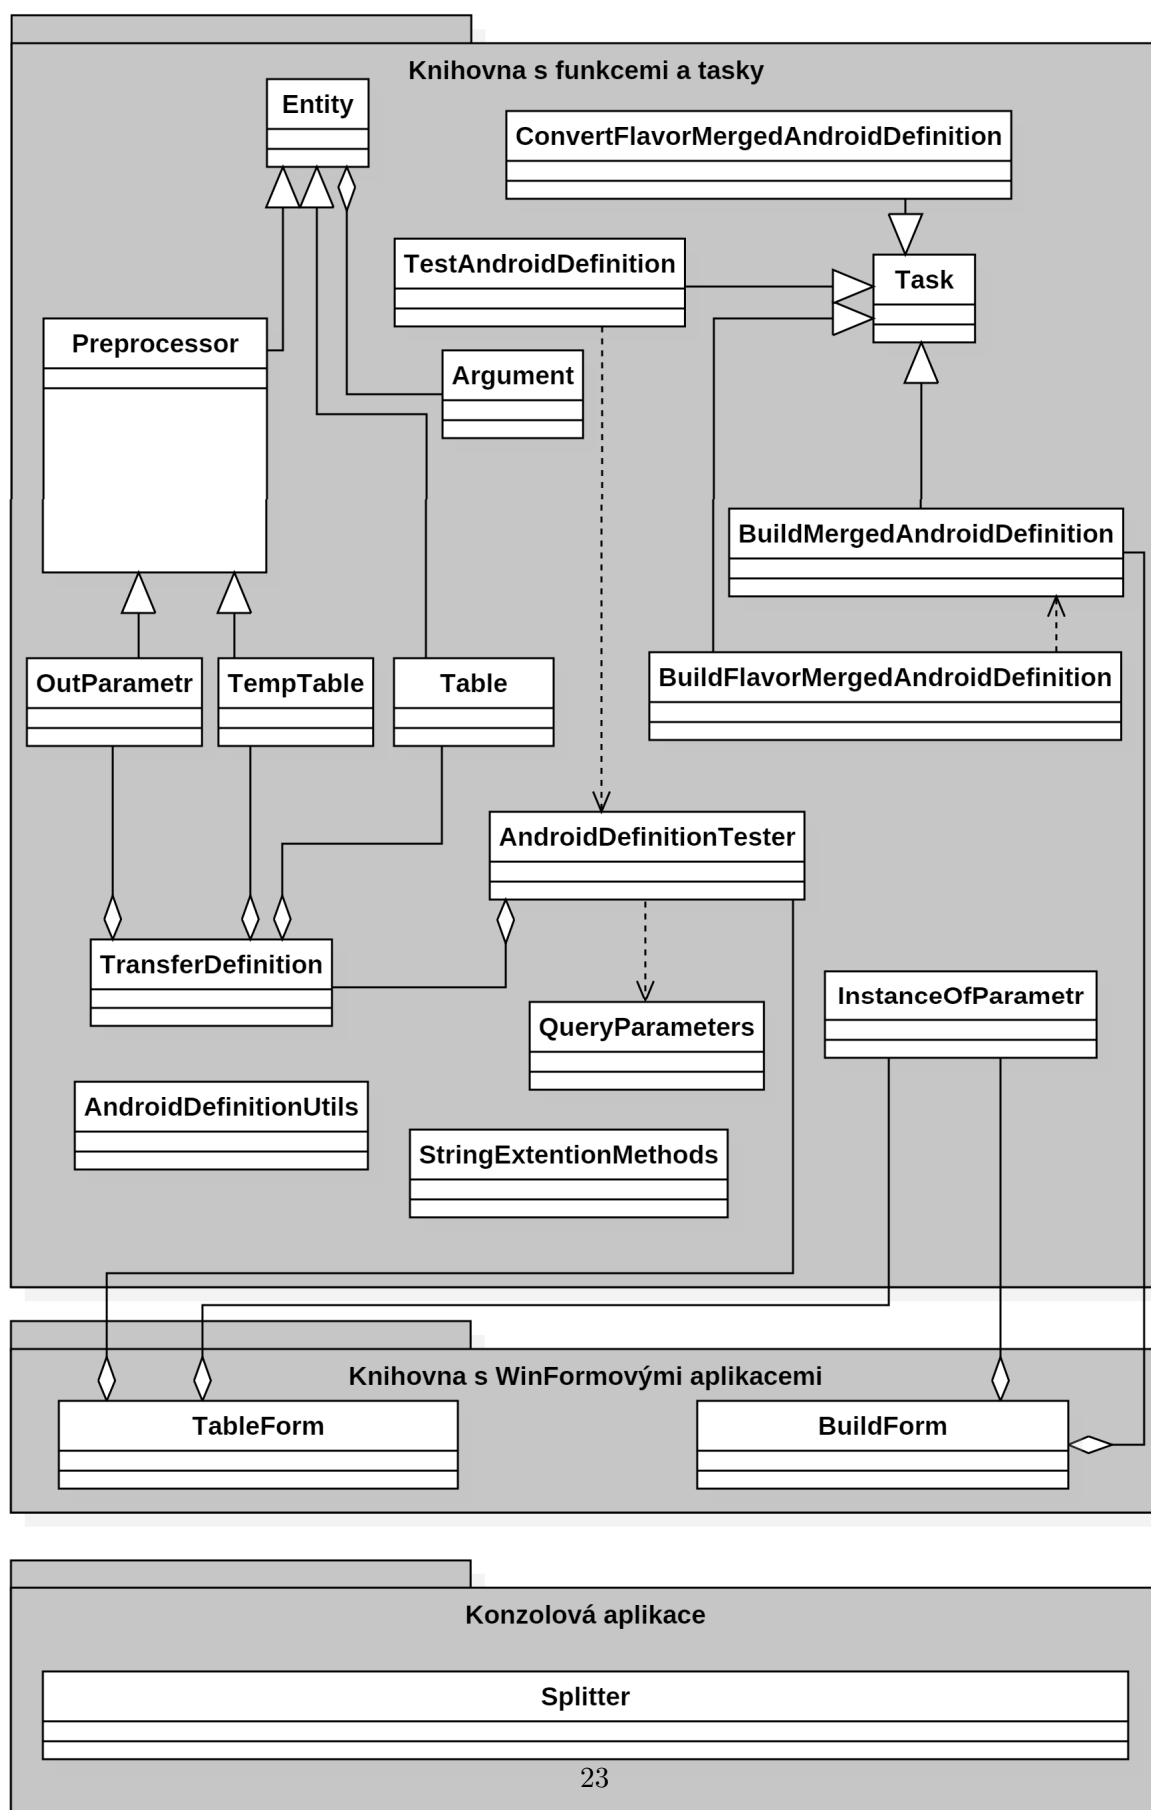 Knihovna s funkcemi a tasky
Entity
ConvertFlavorMergedAndroidDefinition
TestAndroidDefinition
Task
Preprocessor
Argument
BuildMergedAndroidDefinition
OutParametr
TempTable
Table
BuildFlavorMergedAndroidDefinition
AndroidDefinitionTester
TransferDefinition
InstanceOfParametr
QueryParameters
AndroidDefinitionUtils
StringExtentionMethods
Knihovna s WinFormovými aplikacemi
TableForm
BuildForm
Konzolová aplikace
Splitter
23